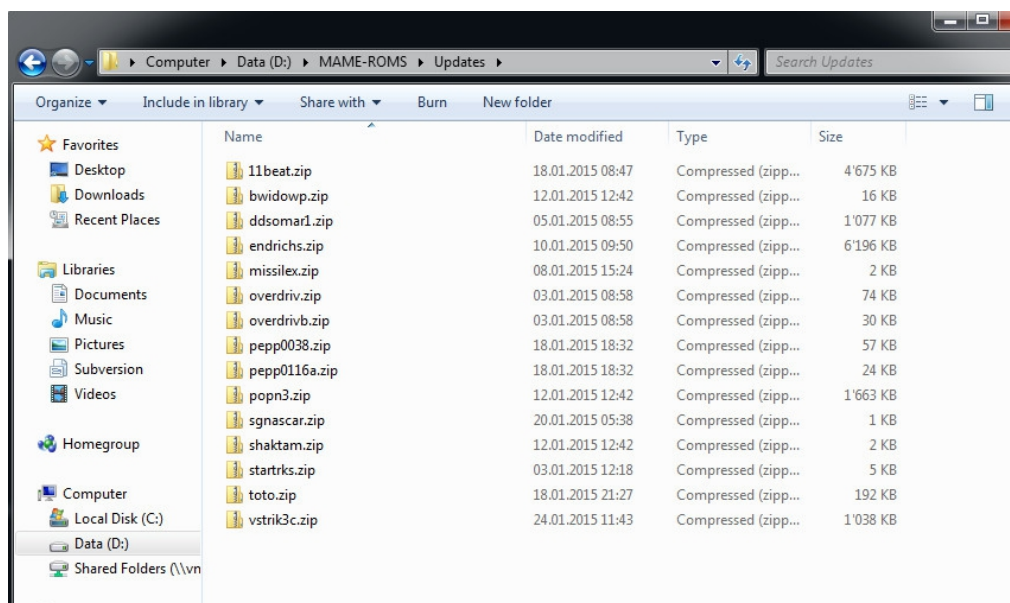 Computer ▸ Data (D:) ▸ MAME-ROMS ▸ Updates ▸ Search Updates
Organize Include in library Share with Burn New folder
Favorites
Desktop
Downloads
Recent Places
Libraries
Documents
Music
Pictures
Subversion
Videos
Homegroup
Computer
Local Disk (C:)
Data (D:)
Shared Folders (\\vn
Name Date modified Type Size
11beat.zip 18.01.2015 08:47 Compressed (zipp... 4'675 KB
bwidowp.zip 12.01.2015 12:42 Compressed (zipp... 16 KB
ddsomar1.zip 05.01.2015 08:55 Compressed (zipp... 1'077 KB
endrichs.zip 10.01.2015 09:50 Compressed (zipp... 6'196 KB
missilex.zip 08.01.2015 15:24 Compressed (zipp... 2 KB
overdriv.zip 03.01.2015 08:58 Compressed (zipp... 74 KB
overdrivb.zip 03.01.2015 08:58 Compressed (zipp... 30 KB
pepp0038.zip 18.01.2015 18:32 Compressed (zipp... 57 KB
pepp0116a.zip 18.01.2015 18:32 Compressed (zipp... 24 KB
popn3.zip 12.01.2015 12:42 Compressed (zipp... 1'663 KB
sgnascar.zip 20.01.2015 05:38 Compressed (zipp... 1 KB
shaktam.zip 12.01.2015 12:42 Compressed (zipp... 2 KB
startrks.zip 03.01.2015 12:18 Compressed (zipp... 5 KB
toto.zip 18.01.2015 21:27 Compressed (zipp... 192 KB
vstrik3c.zip 24.01.2015 11:43 Compressed (zipp... 1'038 KB